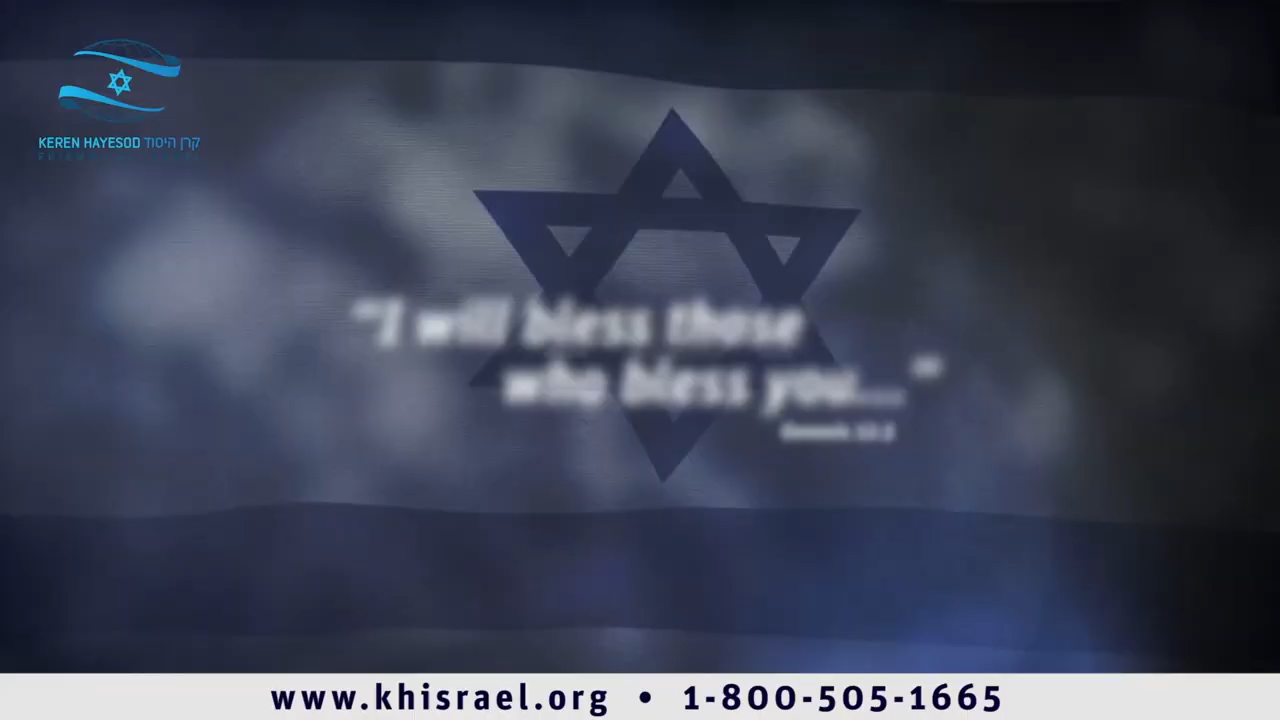 KEREN HAYESOD קרן היסוד
"I will bless those
who bless you..."
www.khisrael.org • 1-800-505-1665